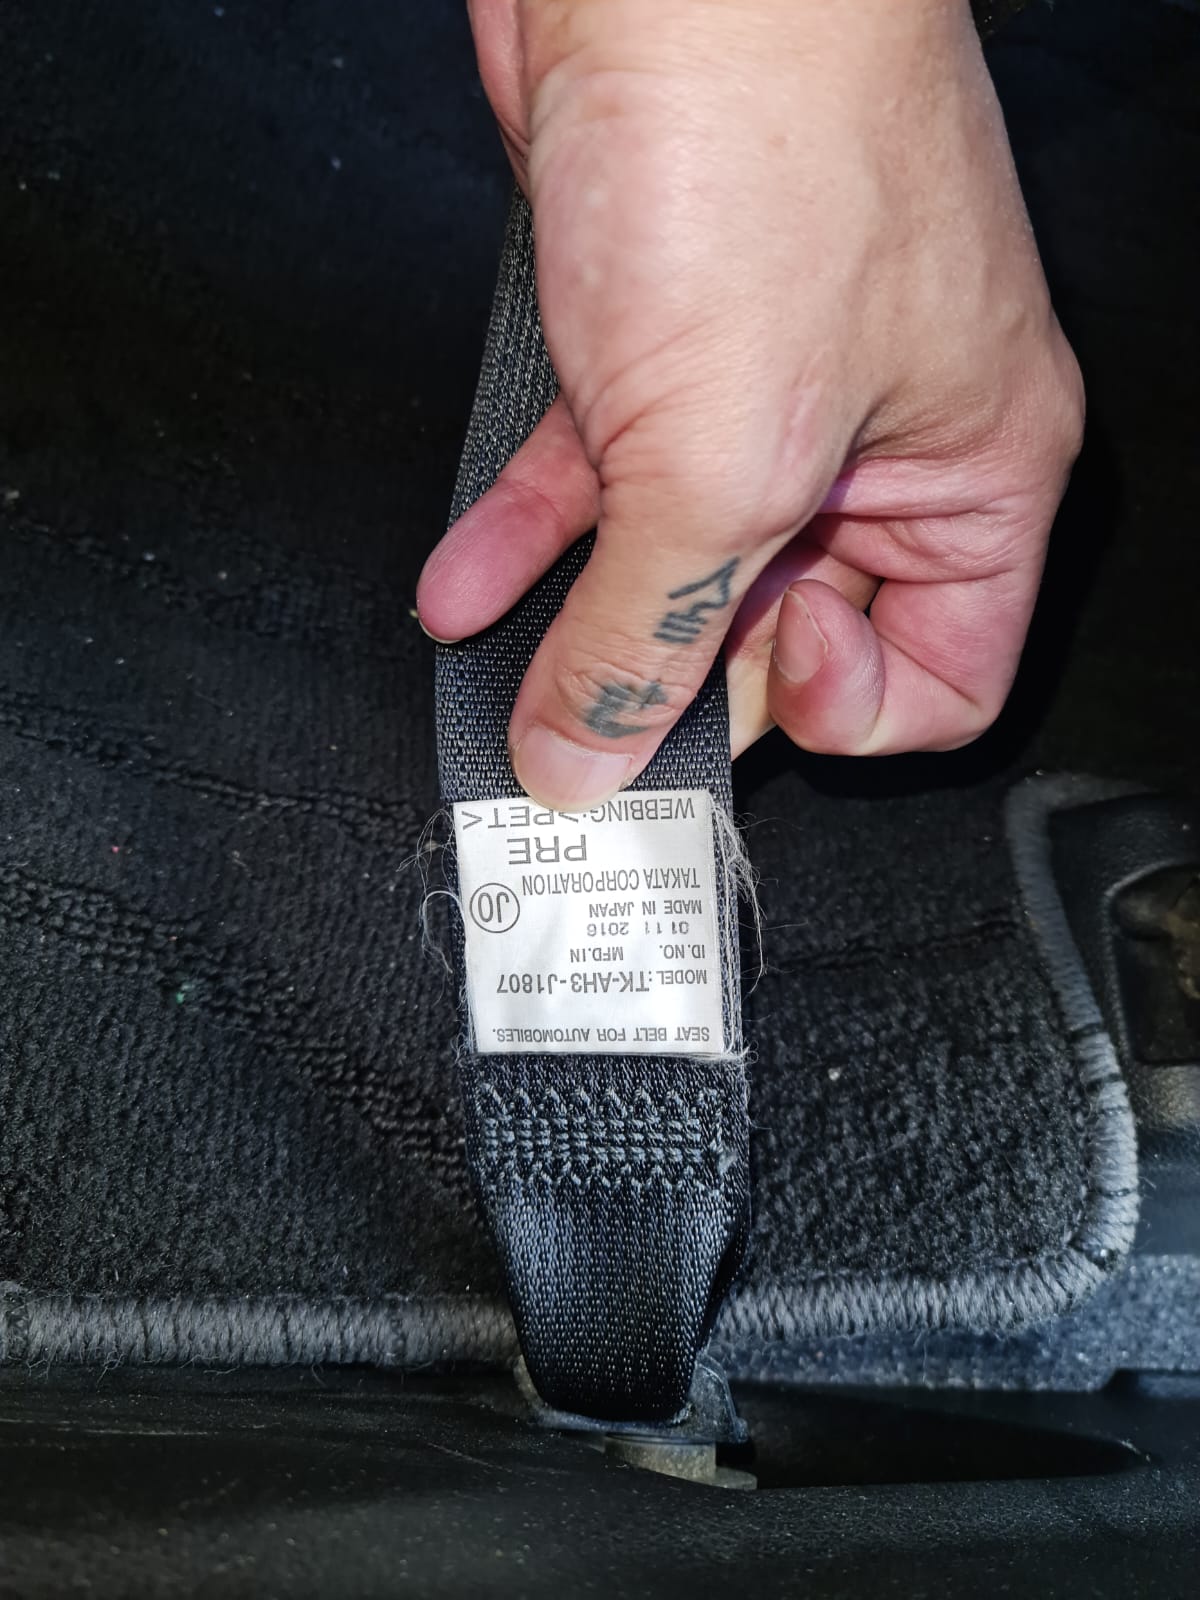 SEAT BELT FOR AUTOMOBILES.
MODEL:TK-AH3-J1807
ID.NO. MFD.IN
01 11 2016
MADE IN JAPAN
TAKATA CORPORATION
JO
PRE
WEBBING:>PET<